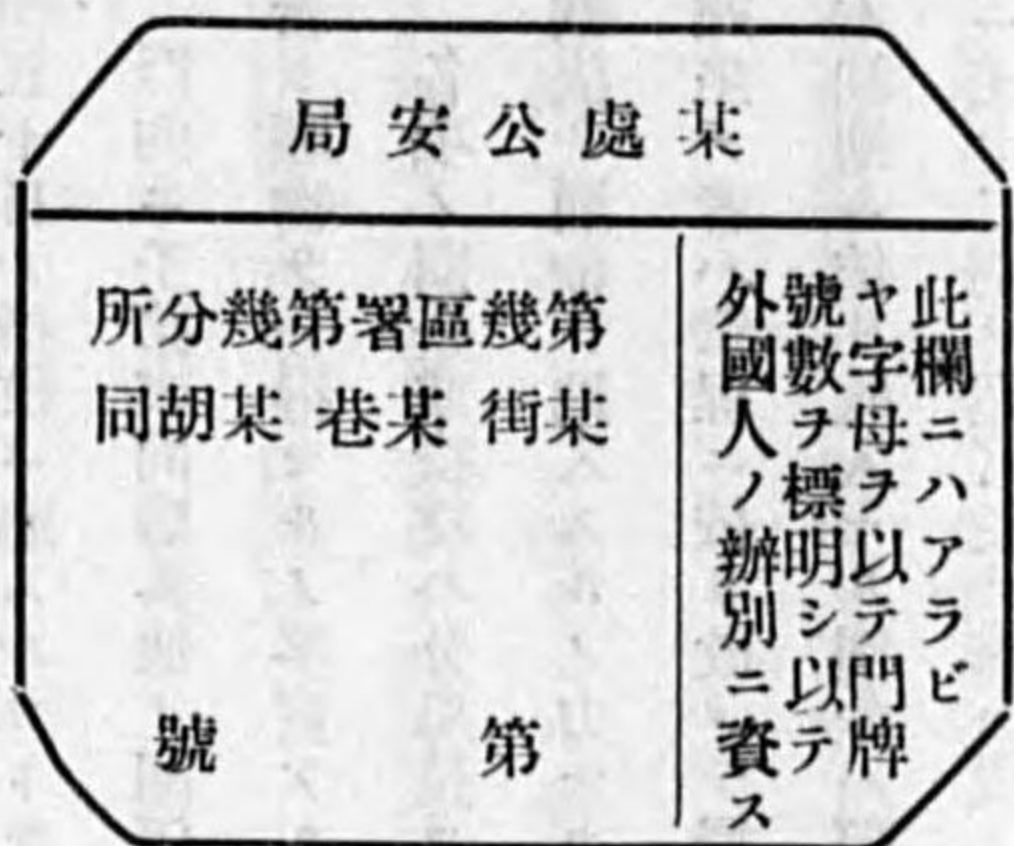 某處公安局
此欄ニハアラビ
ヤ字母ヲ以テ門牌
號數ヲ標明シ以テ
外國人ノ辦別ニ資ス
第幾區署第幾分所
某街 某巷 某胡同
第 號